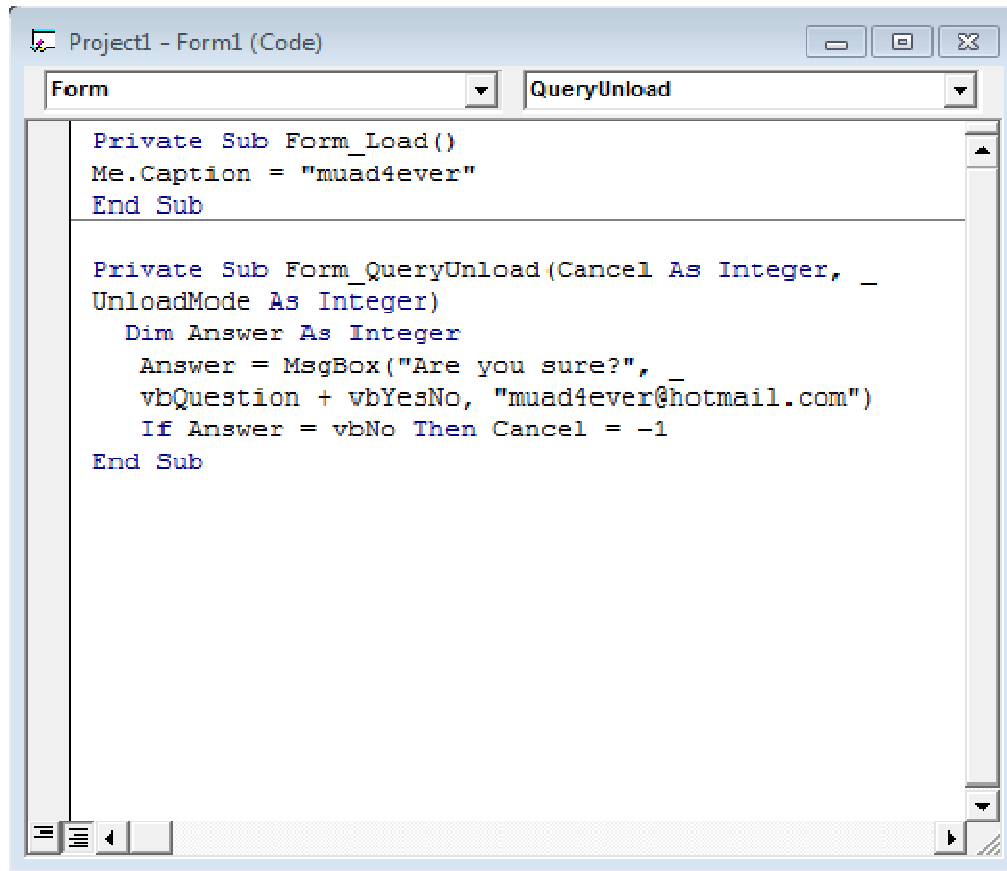 Project1 - Form1 (Code)
Form QueryUnload
Private Sub Form_Load()
Me.Caption = "muad4ever"
End Sub
Private Sub Form_QueryUnload(Cancel As Integer, _
UnloadMode As Integer)
Dim Answer As Integer
Answer = MsgBox("Are you sure?", _
vbQuestion + vbYesNo, "muad4ever@hotmail.com")
If Answer = vbNo Then Cancel = -1
End Sub